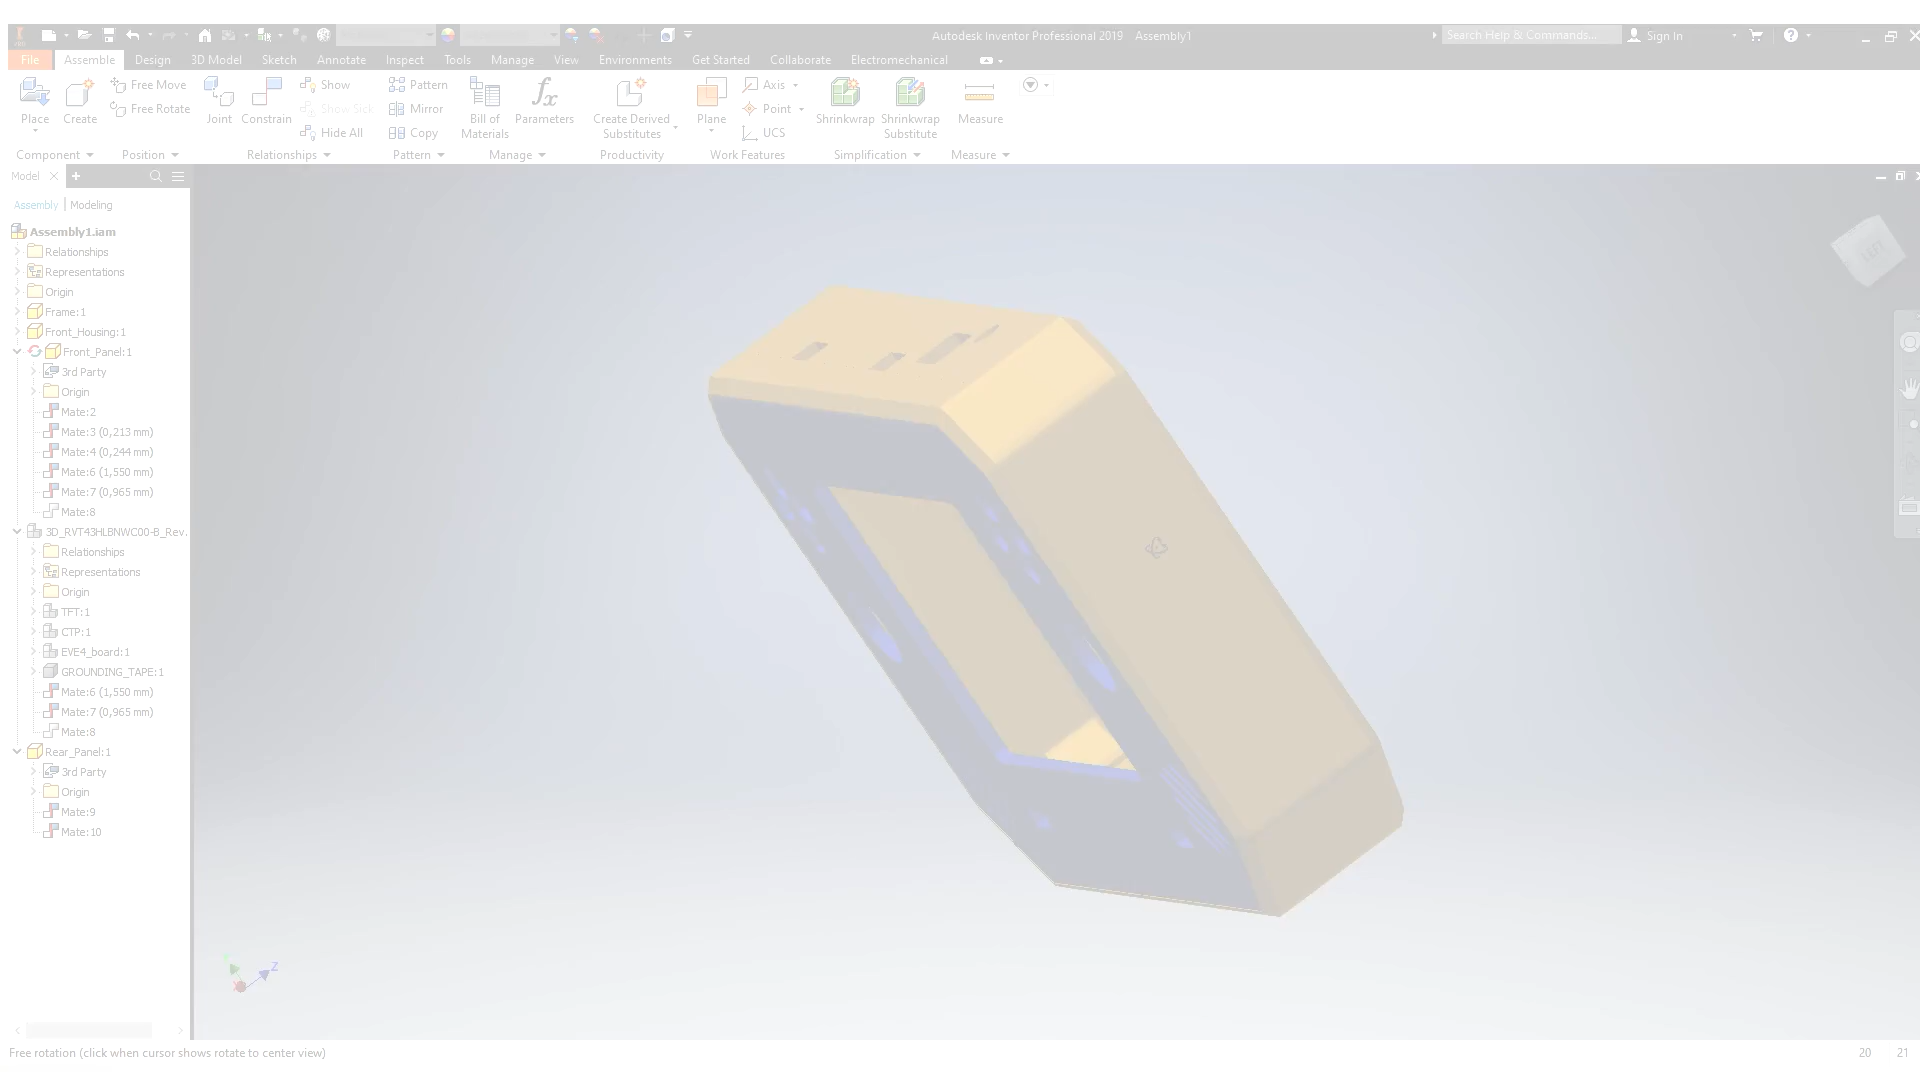 Autodesk Inventor Professional 2019 Assembly1
Search Help & Commands...
Sign In
File Assemble Design 3D Model Sketch Annotate Inspect Tools Manage View Environments Get Started Collaborate Electromechanical
Place
Create
Free Move
Free Rotate
Joint
Constrain
Show
Show Sick
Hide All
Pattern
Mirror
Copy
Bill of
Materials
fx
Parameters
Create Derived
Substitutes
Plane
Axis
Point
UCS
Shrinkwrap
Shrinkwrap
Substitute
Measure
Component Position Relationships Pattern Manage Productivity Work Features Simplification Measure
Model
Assembly | Modeling
Assembly1.iam
Relationships
Representations
Origin
Frame:1
Front_Housing:1
Front_Panel:1
3rd Party
Origin
Mate:2
Mate:3 (0,213 mm)
Mate:4 (0,244 mm)
Mate:6 (1,550 mm)
Mate:7 (0,965 mm)
Mate:8
3D_RVT43HLBNWC00-B_Rev.
Relationships
Representations
Origin
TFT:1
CTP:1
EVE4_board:1
GROUNDING_TAPE:1
Mate:6 (1,550 mm)
Mate:7 (0,965 mm)
Mate:8
Rear_Panel:1
3rd Party
Origin
Mate:9
Mate:10
LEFT
Z
Free rotation (click when cursor shows rotate to center view)
20 21